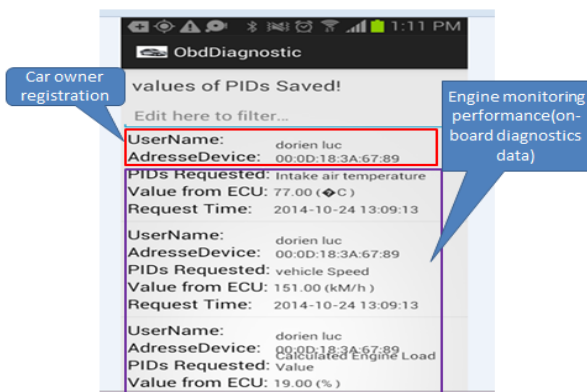 1:11 PM
ObdDiagnostic
Car owner
registration
values of PIDs Saved!
Edit here to filter...
Engine monitoring
performance(on-
board diagnostics
data)
UserName: dorien luc
AdresseDevice: 00:0D:18:3A:67:89
PIDs Requested: Intake air temperature
Value from ECU: 77.00 (�C)
Request Time: 2014-10-24 13:09:13
UserName: dorien luc
AdresseDevice: 00:0D:18:3A:67:89
PIDs Requested: vehicle Speed
Value from ECU: 151.00 (kM/h)
Request Time: 2014-10-24 13:09:13
UserName: dorien luc
AdresseDevice: 00:0D:18:3A:67:89
PIDs Requested: Calculated Engine Load
Value
Value from ECU: 19.00 (%)